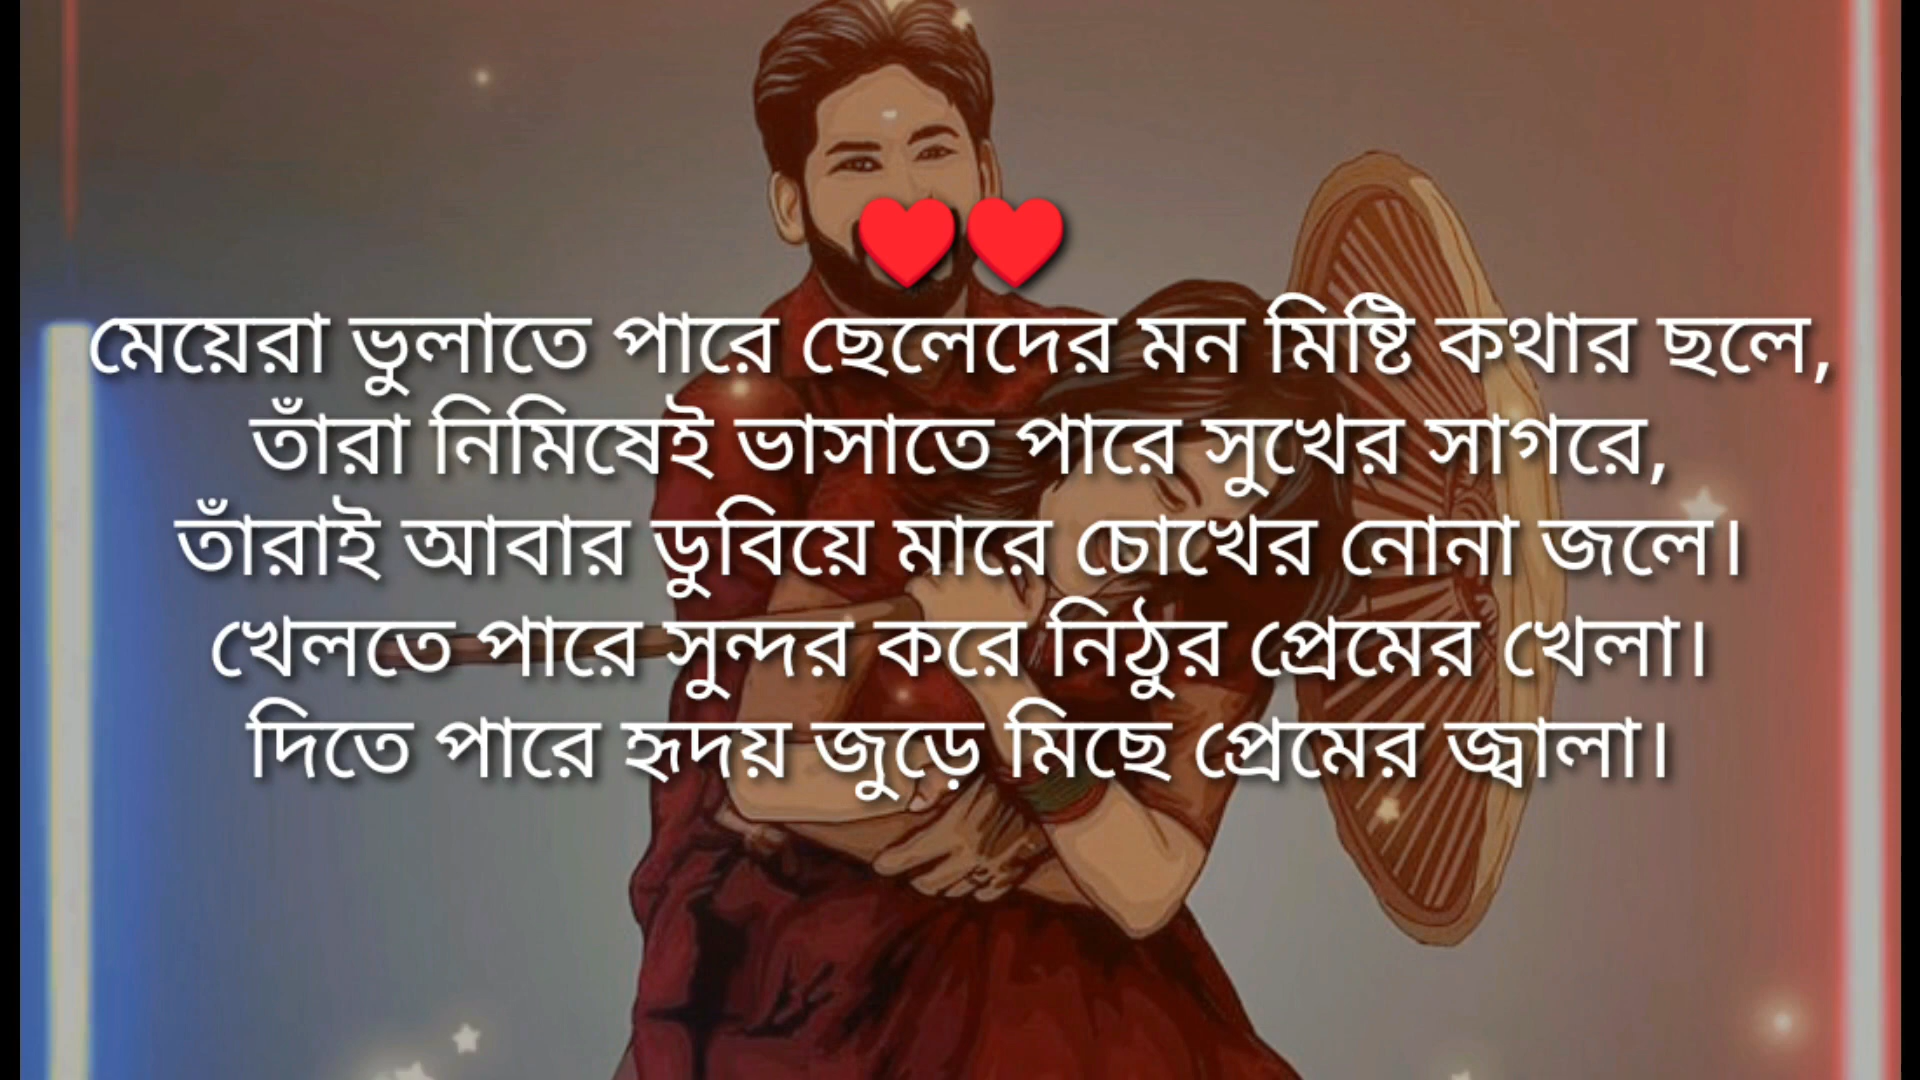 ❤️❤️
মেয়েরা ভুলাতে পারে ছেলেদের মন মিষ্টি কথার ছলে,
তাঁরা নিমিষেই ভাসাতে পারে সুখের সাগরে,
তাঁরাই আবার ডুবিয়ে মারে চোখের নোনা জলে।
খেলতে পারে সুন্দর করে নিঠুর প্রেমের খেলা।
দিতে পারে হৃদয় জুড়ে মিছে প্রেমের জ্বালা।